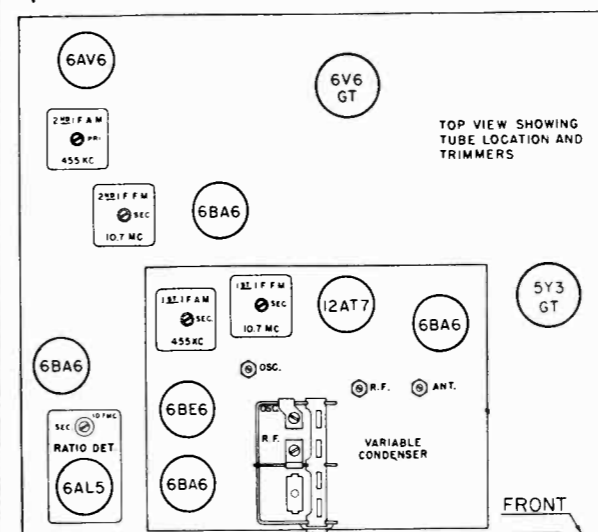 6AV6
6V6
GT
TOP VIEW SHOWING
TUBE LOCATION AND
TRIMMERS
2ND I F A M
PRI.
455 KC
2ND I F F M
SEC.
10.7 MC
6BA6
1ST I F A M
SEC.
455 KC
1ST I F F M
SEC.
10.7 MC
12AT7
6BA6
5Y3
GT
OSC.
R.F.
ANT.
6BA6
6BE6
OSC.
R.F.
VARIABLE
CONDENSER
SEC. 10.7 MC
RATIO DET.
6AL5
6BA6
FRONT